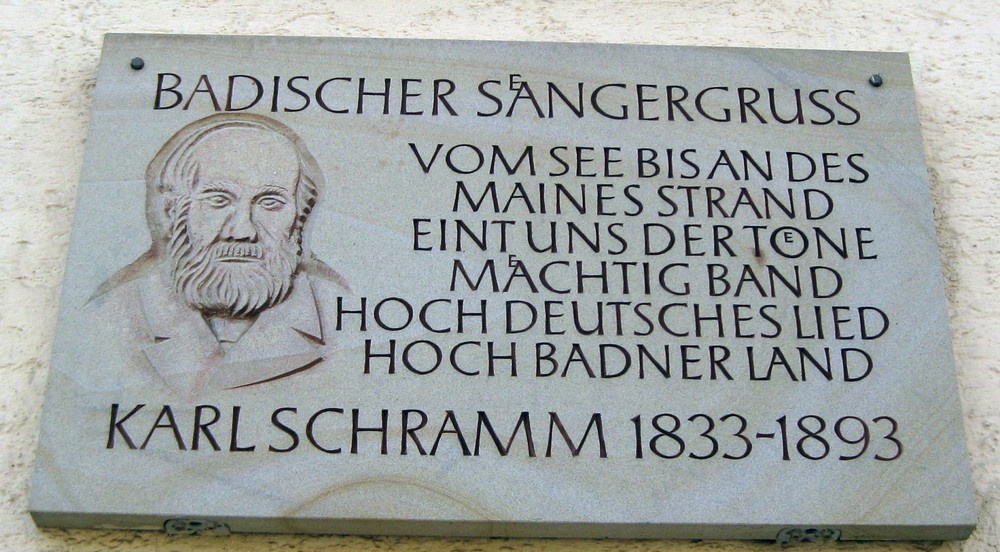 BADISCHER SÄNGERGRUSS
VOM SEE BIS AN DES
MAINES STRAND
EINT UNS DER TÖNE
MÄCHTIG BAND
HOCH DEUTSCHES LIED
HOCH BADNER LAND
KARL SCHRAMM 1833-1893